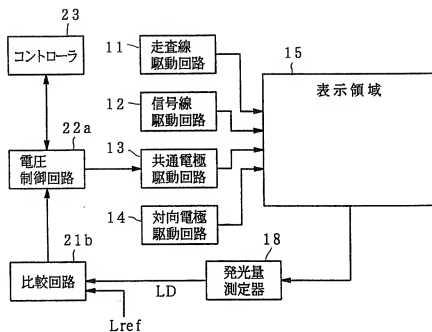 23
コントローラ
11
走査線
駆動回路
15
表示領域
12
信号線
駆動回路
22a
電圧
制御回路
13
共通電極
駆動回路
14
対向電極
駆動回路
21b
比較回路
18
発光量
測定器
LD
Lref